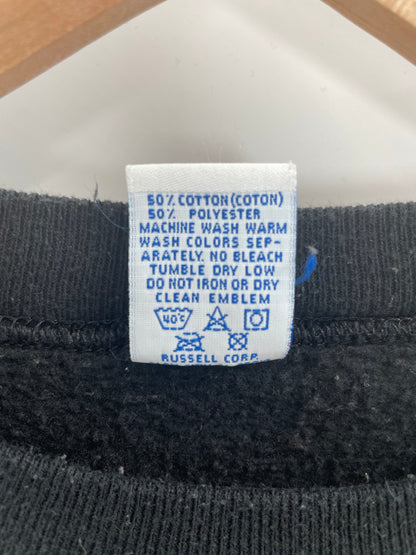 50% COTTON (COTON)
50% POLYESTER
MACHINE WASH WARM
WASH COLORS SEP-
ARATELY. NO BLEACH
TUMBLE DRY LOW
DO NOT IRON OR DRY
CLEAN EMBLEM
40°C
RUSSELL CORP.